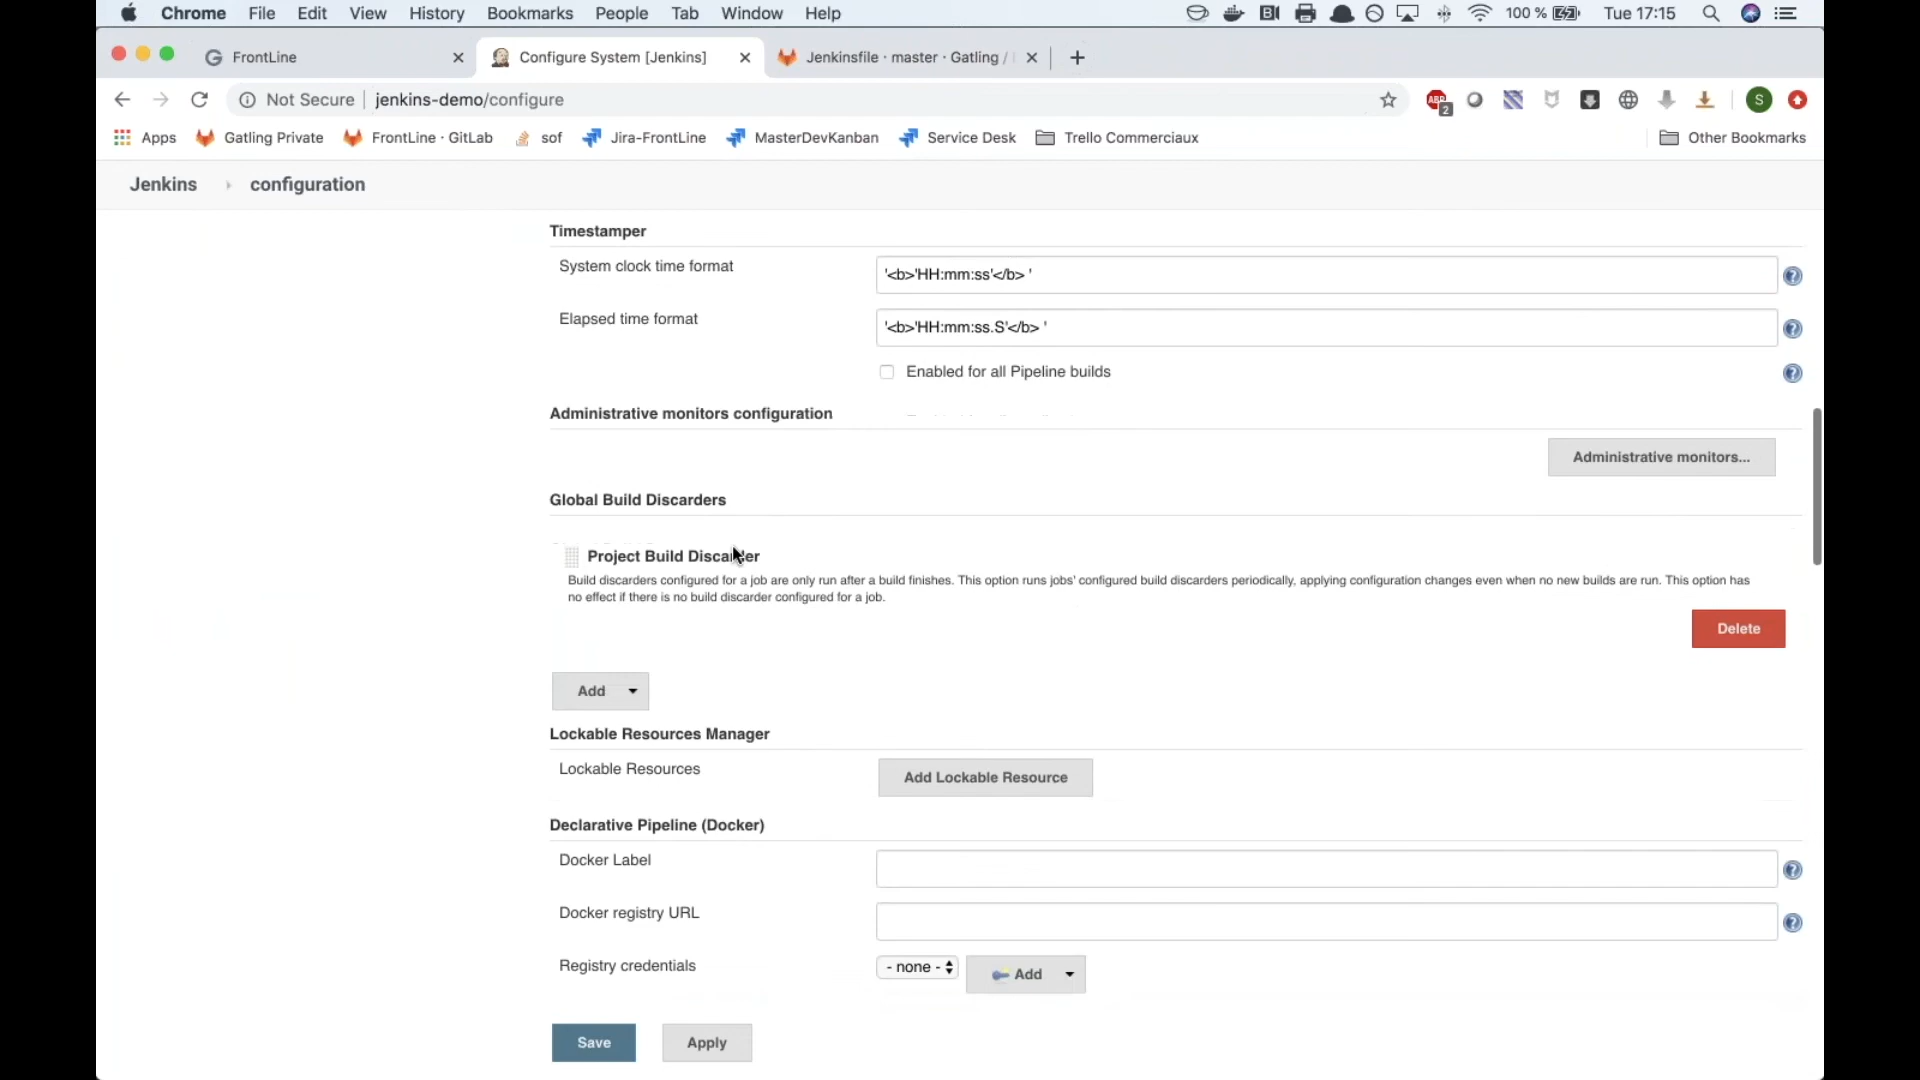 Chrome File Edit View History Bookmarks People Tab Window Help 100 % Tue 17:15
FrontLine Configure System [Jenkins] Jenkinsfile · master · Gatling /
Not Secure jenkins-demo/configure ABP 2 S
Apps Gatling Private FrontLine · GitLab sof Jira-FrontLine MasterDevKanban Service Desk Trello Commerciaux Other Bookmarks
Jenkins configuration
Timestamper
System clock time format '<b>'HH:mm:ss'</b> '
Elapsed time format '<b>'HH:mm:ss.S'</b> '
Enabled for all Pipeline builds
Administrative monitors configuration
Administrative monitors...
Global Build Discarders
Project Build Discarder
Build discarders configured for a job are only run after a build finishes. This option runs jobs' configured build discarders periodically, applying configuration changes even when no new builds are run. This option has
no effect if there is no build discarder configured for a job.
Delete
Add
Lockable Resources Manager
Lockable Resources Add Lockable Resource
Declarative Pipeline (Docker)
Docker Label
Docker registry URL
Registry credentials - none - Add
Save Apply